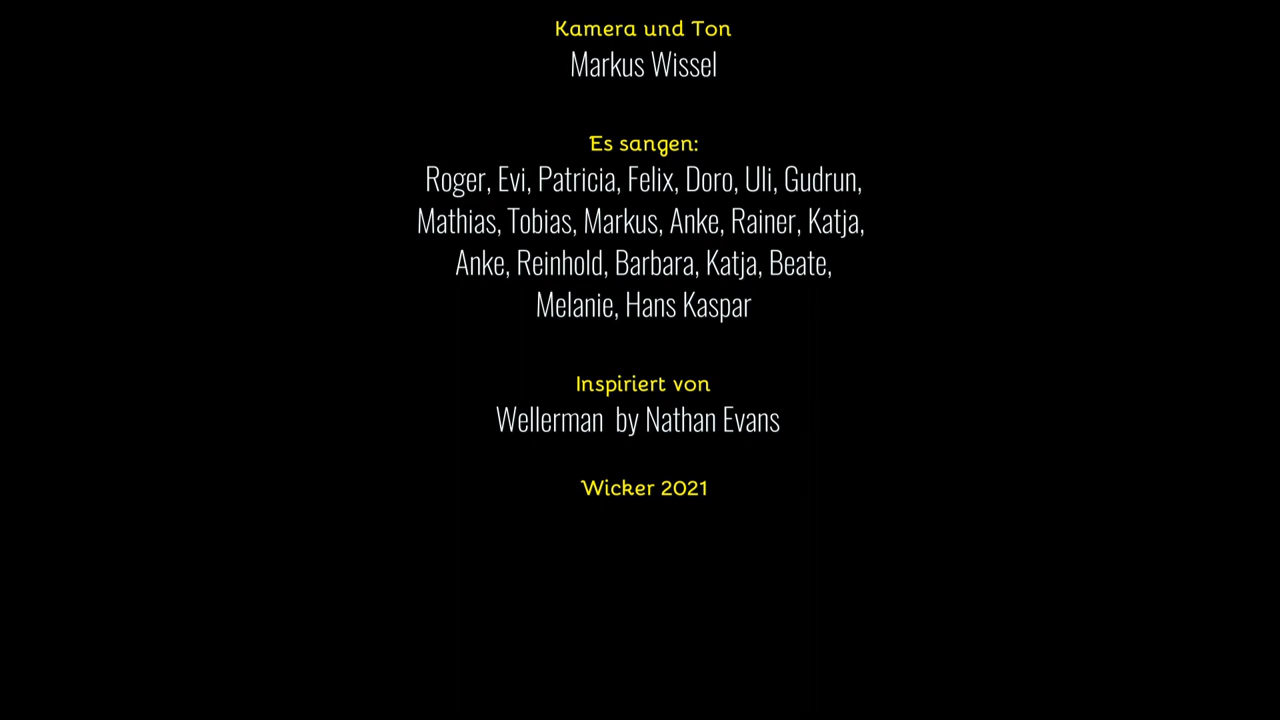 Kamera und Ton
Markus Wissel
Es sangen:
Roger, Evi, Patricia, Felix, Doro, Uli, Gudrun,
Mathias, Tobias, Markus, Anke, Rainer, Katja,
Anke, Reinhold, Barbara, Katja, Beate,
Melanie, Hans Kaspar
Inspiriert von
Wellerman by Nathan Evans
Wicker 2021